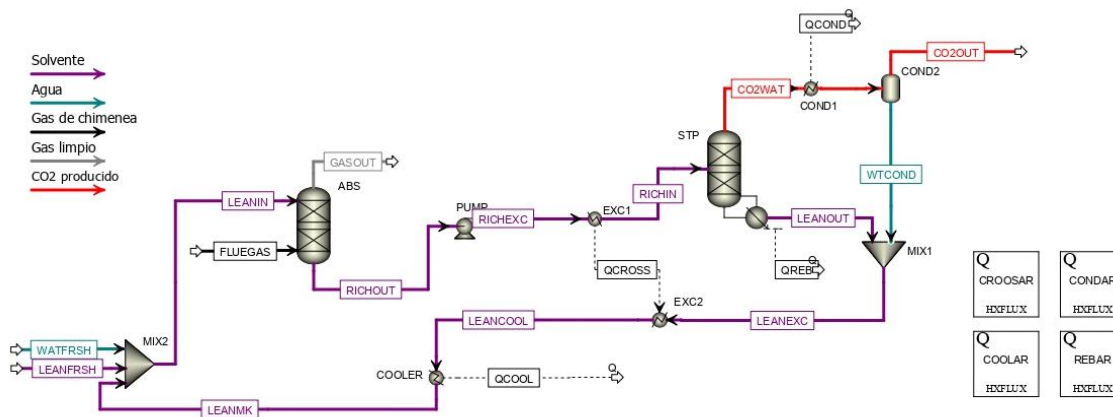 Solvente
Agua
Gas de chimenea
Gas limpio
CO2 producido
QCOND
Q
CO2OUT
COND2
CO2WAT
COND1
STP
GASOUT
ABS
WTCOND
LEANIN
RICHIN
PUMP
RICHEXC
EXC1
LEANOUT
FLUEGAS
MIX1
QCROSS
QREB
Q
RICHOUT
EXC2
LEANCOOL
LEANEXC
MIX2
WATFRSH
LEANFRSH
COOLER
QCOOL
Q
LEANMK
Q
CROOSAR
HXFLUX
Q
CONDAR
HXFLUX
Q
COOLAR
HXFLUX
Q
REBAR
HXFLUX